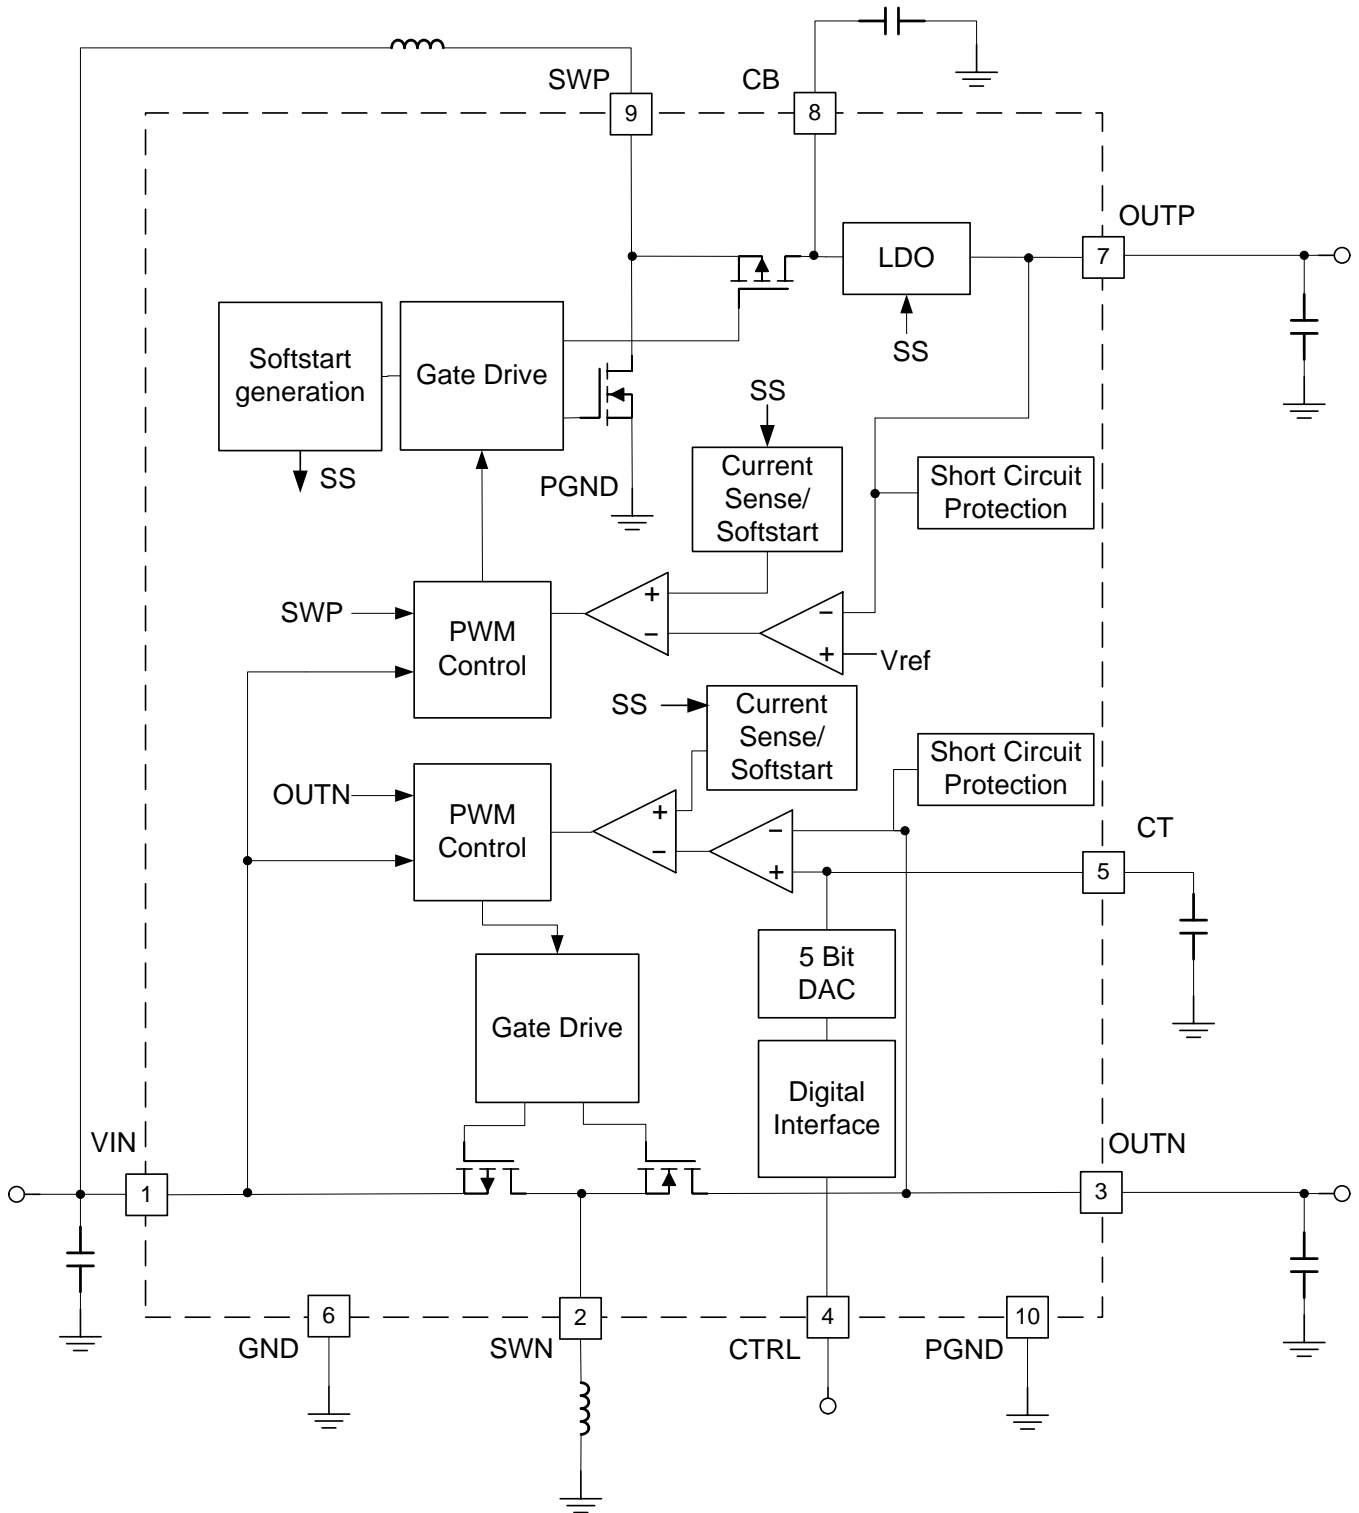 SWP
CB
9
8
OUTP
7
LDO
SS
Softstart
generation
Gate Drive
SS
SS
PGND
Current
Sense/
Softstart
Short Circuit
Protection
SWP
PWM
Control
+
−
−
+
Vref
SS
Current
Sense/
Softstart
Short Circuit
Protection
OUTN
PWM
Control
+
−
−
+
CT
5
5 Bit
DAC
Gate Drive
Digital
Interface
VIN
1
OUTN
3
6
GND
2
SWN
4
CTRL
10
PGND